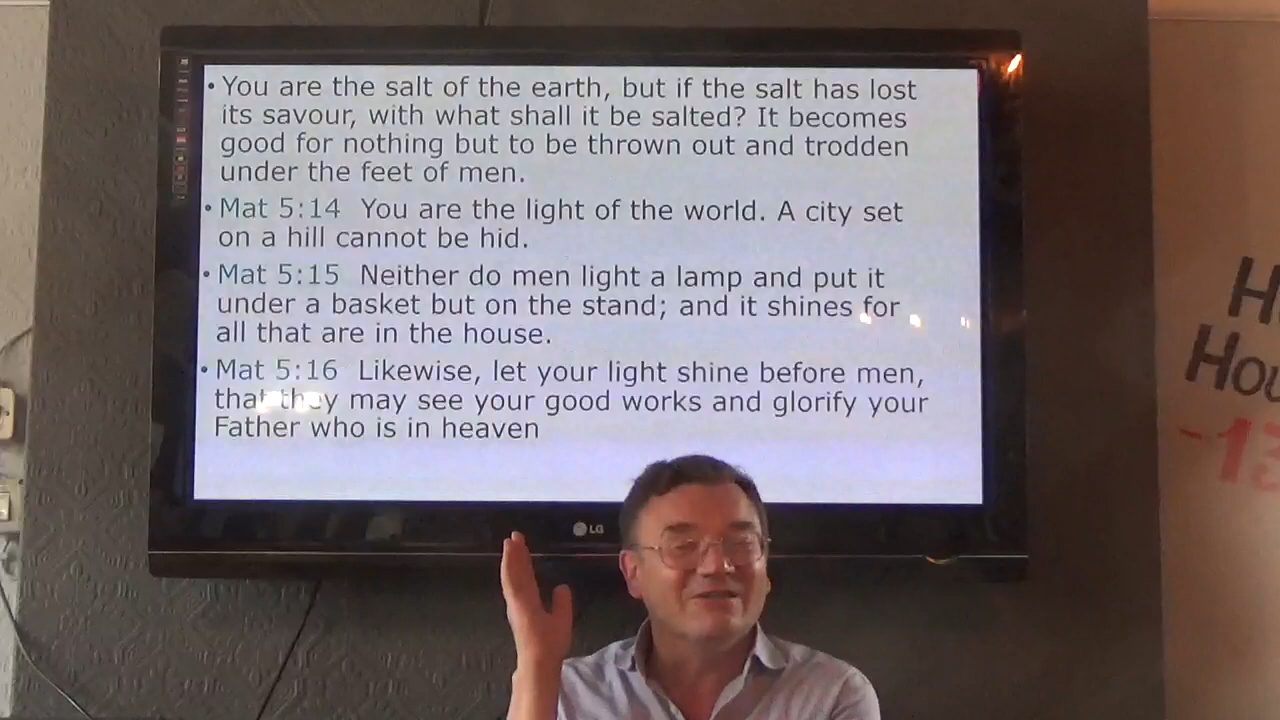 • You are the salt of the earth, but if the salt has lost
its savour, with what shall it be salted? It becomes
good for nothing but to be thrown out and trodden
under the feet of men.
• Mat 5:14 You are the light of the world. A city set
on a hill cannot be hid.
• Mat 5:15 Neither do men light a lamp and put it
under a basket but on the stand; and it shines for
all that are in the house.
• Mat 5:16 Likewise, let your light shine before men,
that they may see your good works and glorify your
Father who is in heaven
LG